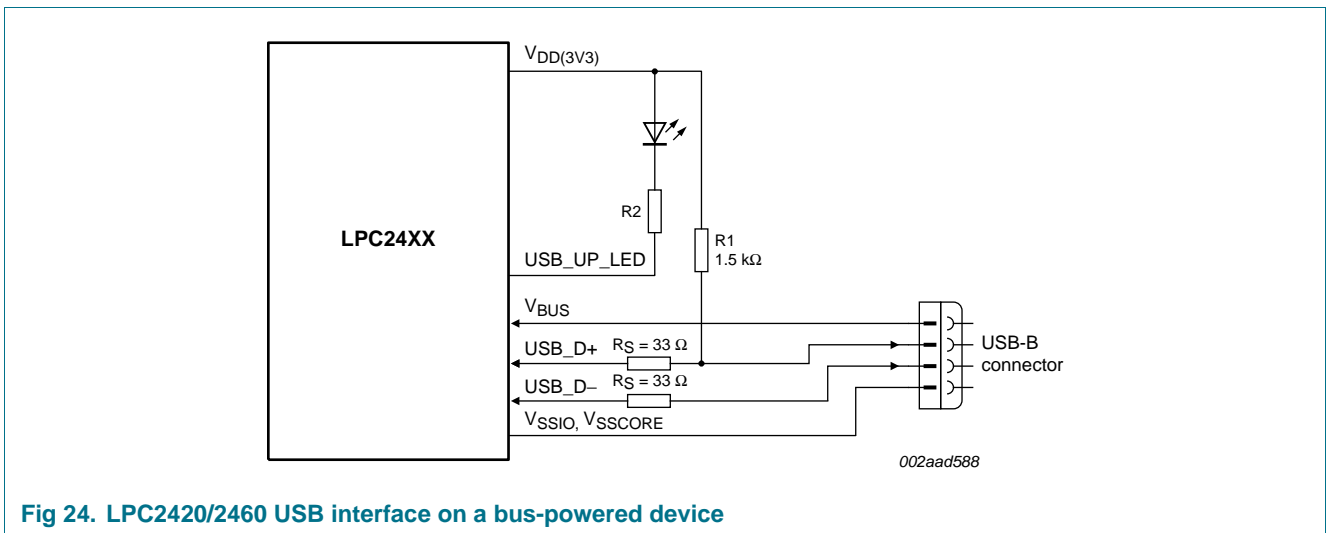 VDD(3V3)
R2
LPC24XX
R1
1.5 kΩ
USB_UP_LED
VBUS
USB-B
connector
USB_D+
RS = 33 Ω
USB_D−
RS = 33 Ω
VSSIO, VSSCORE
002aad588
Fig 24. LPC2420/2460 USB interface on a bus-powered device